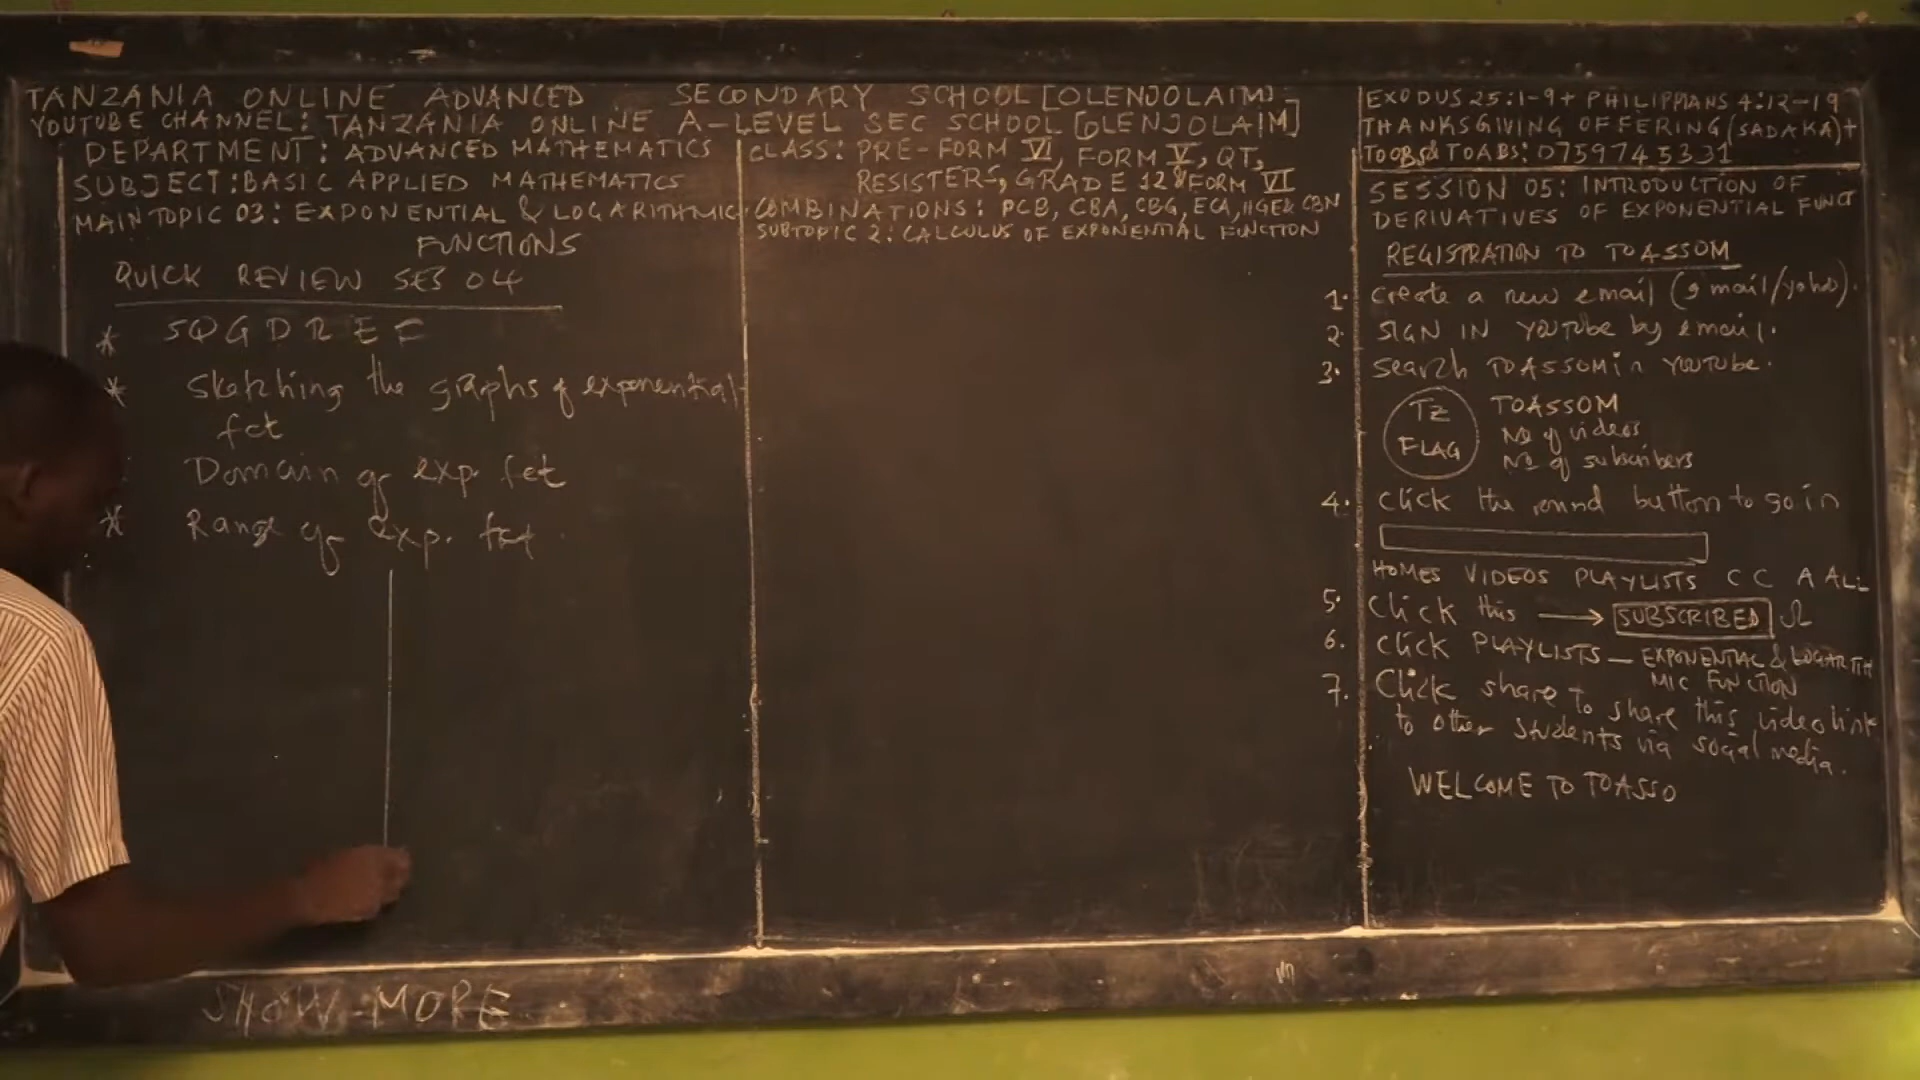 TANZANIA ONLINE ADVANCED SECONDARY SCHOOL [OLENJOLAIM]
YOUTUBE CHANNEL: TANZANIA ONLINE A-LEVEL SEC SCHOOL [OLENJOLAIM]
DEPARTMENT: ADVANCED MATHEMATICS
SUBJECT: BASIC APPLIED MATHEMATICS
MAIN TOPIC 03: EXPONENTIAL & LOGARITHMIC
FUNCTIONS
QUICK REVIEW SES 04
* SQGDREF
* Sketching the graphs of exponential
fct
Domain of exp. fct
* Range of exp. fct
SHOW MORE
CLASS: PRE-FORM VI, FORM V, QT,
RESISTERS, GRADE 12 & FORM VI
COMBINATIONS: PCB, CBA, CBG, ECA, HGE & CBN
SUBTOPIC 2: CALCULUS OF EXPONENTIAL FUNCTION
EXODUS 25:1-9 + PHILIPPIANS 4:12-19
THANKSGIVING OFFERING (SADAKA) +
TOOBS & TOABS: 0759745331
SESSION 05: INTRODUCTION OF
DERIVATIVES OF EXPONENTIAL FUNCT
REGISTRATION TO TOASSOM
1. Create a new email (gmail/yahoo).
2. SIGN IN YOUTUBE by email.
3. Search TOASSOM in YOUTUBE.
TZ
FLAG
TOASSOM
No of videos
No of subscribers
4. Click the round button to go in
HOMES VIDEOS PLAYLISTS C C A ALL
5. Click this → SUBSCRIBED
6. Click PLAYLISTS - EXPONENTIAL & LOGARITH
MIC FUNCTION
7. Click share to share this video link
to other students via social media.
WELCOME TO TOASSO